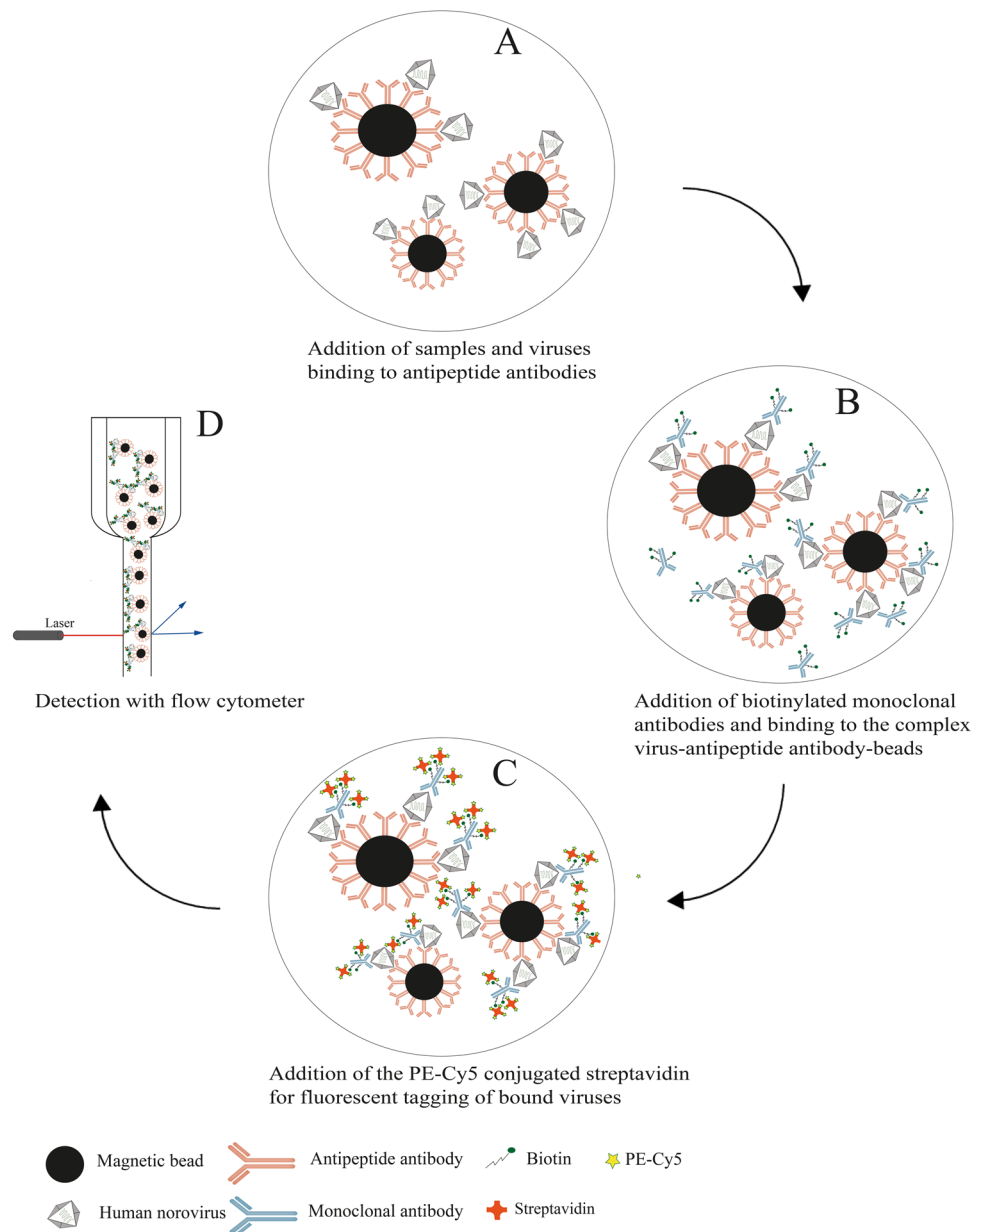 A
Addition of samples and viruses
binding to antipeptide antibodies
B
Addition of biotinylated monoclonal
antibodies and binding to the complex
virus-antipeptide antibody-beads
D
Laser
Detection with flow cytometer
C
Addition of the PE-Cy5 conjugated streptavidin
for fluorescent tagging of bound viruses
Magnetic bead
Antipeptide antibody
Biotin
PE-Cy5
Human norovirus
Monoclonal antibody
Streptavidin